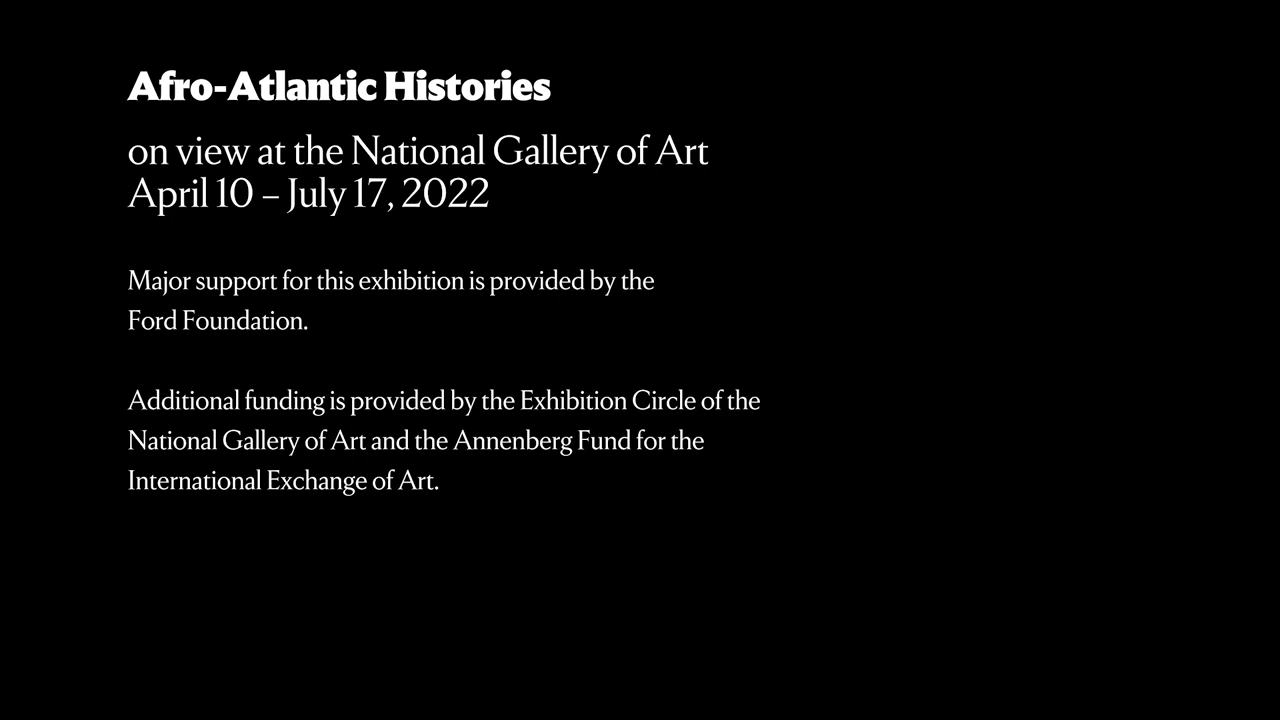 Afro-Atlantic Histories
on view at the National Gallery of Art
April 10 – July 17, 2022
Major support for this exhibition is provided by the
Ford Foundation.
Additional funding is provided by the Exhibition Circle of the
National Gallery of Art and the Annenberg Fund for the
International Exchange of Art.